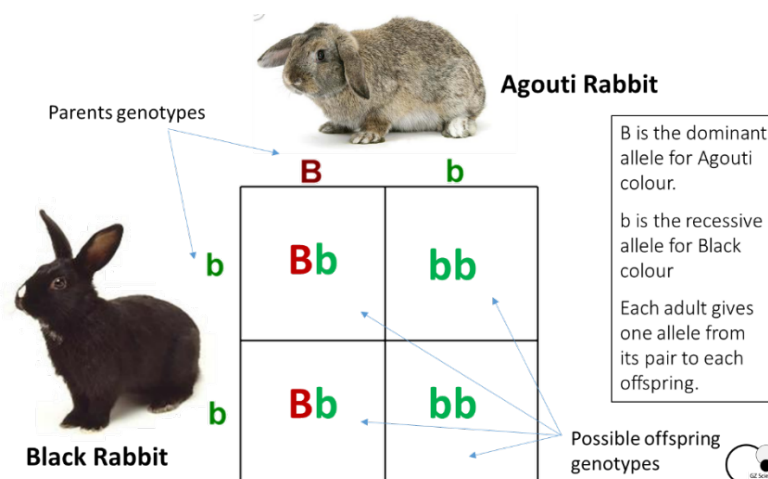 Agouti Rabbit
Parents genotypes
B b
b Bb bb
b Bb bb
Black Rabbit
B is the dominant
allele for Agouti
colour.
b is the recessive
allele for Black
colour
Each adult gives
one allele from
its pair to each
offspring.
Possible offspring
genotypes